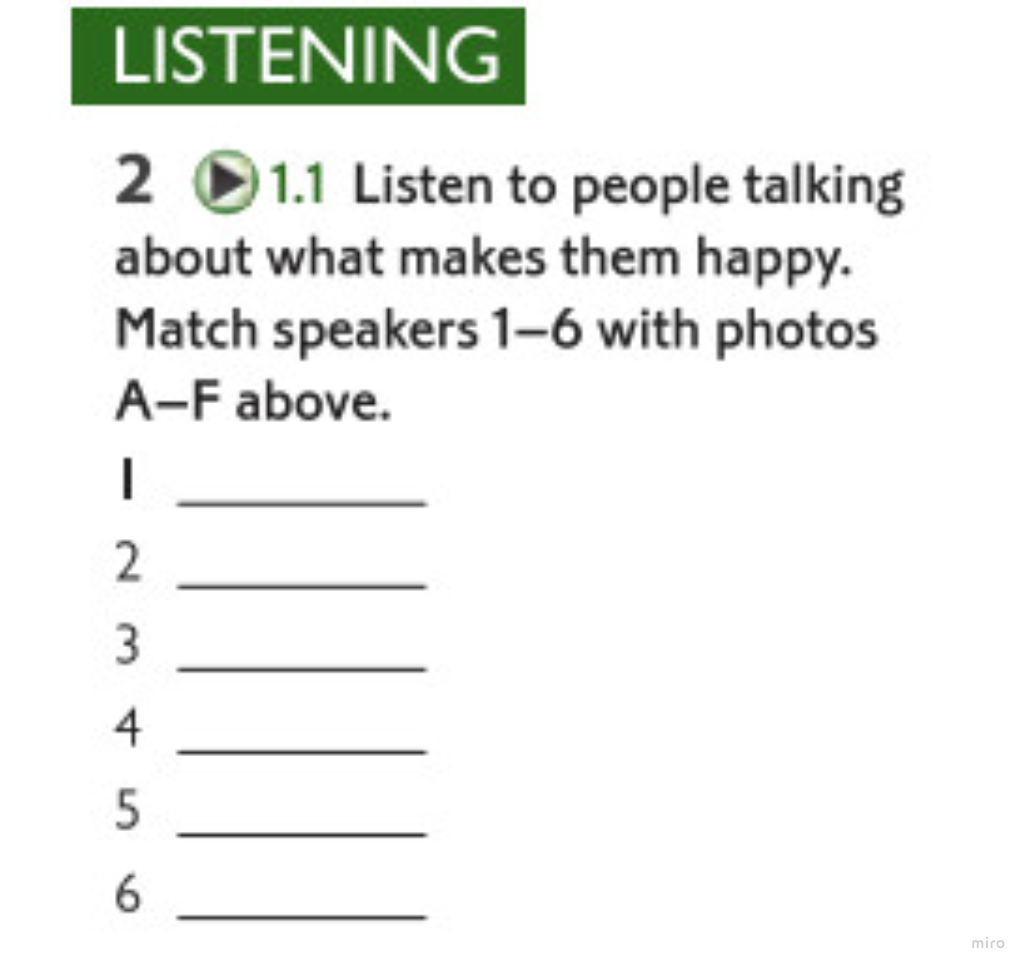 LISTENING
2 1.1 Listen to people talking
about what makes them happy.
Match speakers 1–6 with photos
A–F above.
1
2
3
4
5
6
miro